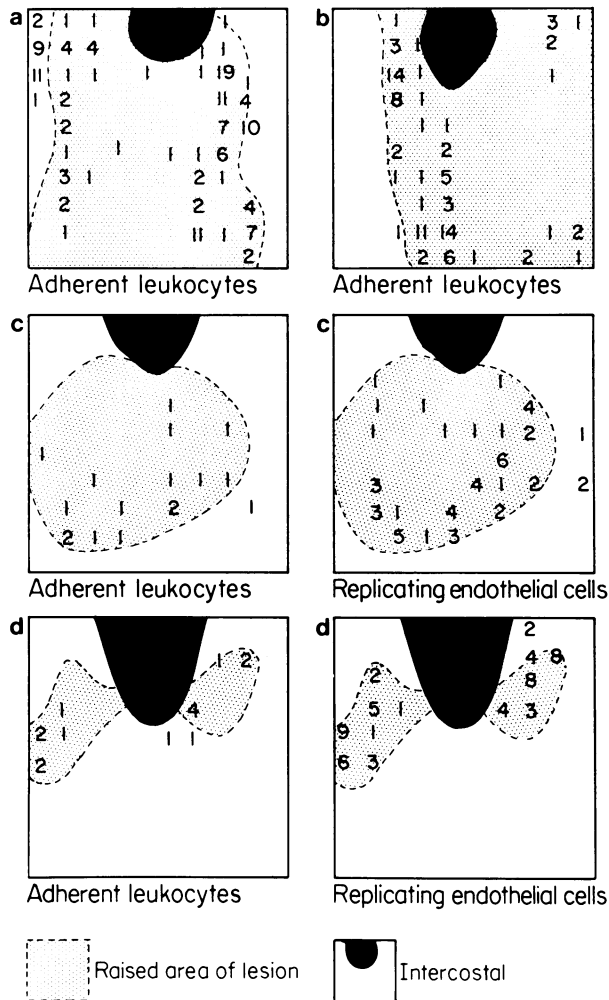 a
2 1 1 1
9 4 4 1 1
11 1 1 1 1 19
1 2 11 4
2 7 10
1 1 1 1 6
3 1 2 1
2 2 4
1 11 1 7
2
Adherent leukocytes
b
1 3 1
3 1 2
14 1 1
8 1
1 1
2 2
1 1 5
3
1 11 14 1 2
2 6 1 2 1
Adherent leukocytes
c
1
1 1
1
1 1 1 1
1 1 2 1
2 1 1
Adherent leukocytes
c
1 1
1 1 4
1 1 1 1 2 1
6
3 4 1 2 2
3 1 4 2
5 1 3
Replicating endothelial cells
d
1 2
1 4
2 1 1 1
2
Adherent leukocytes
d
2
4 8
2 8
5 1 4 3
9 1
6 3
Replicating endothelial cells
Raised area of lesion
Intercostal